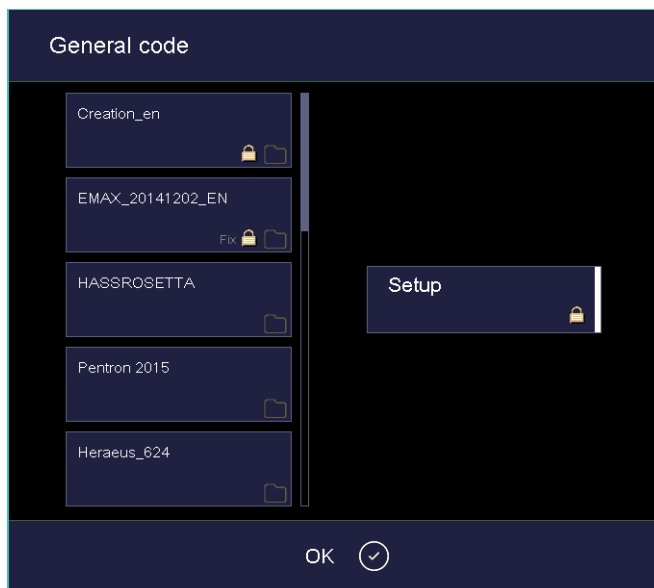 General code
Creation_en
EMAX_20141202_EN
Fix
HASSROSETTA
Pentron 2015
Heraeus_624
Setup
OK